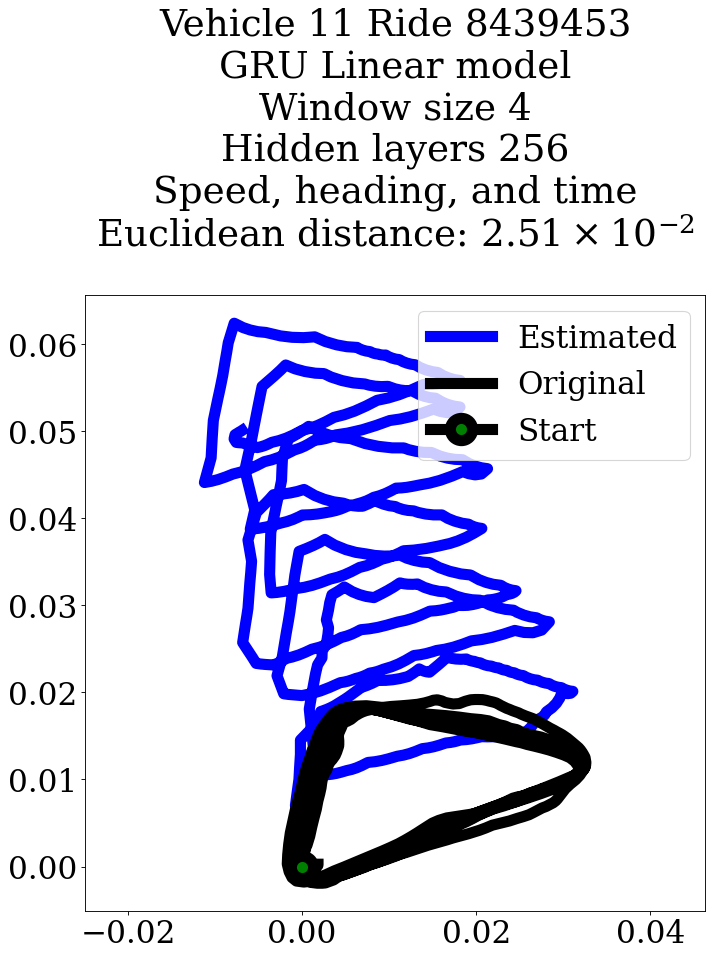 Vehicle 11 Ride 8439453
GRU Linear model
Window size 4
Hidden layers 256
Speed, heading, and time
Euclidean distance: 2.51 × 10⁻²
Estimated
Original
Start
0.06
0.05
0.04
0.03
0.02
0.01
0.00
−0.02 0.00 0.02 0.04